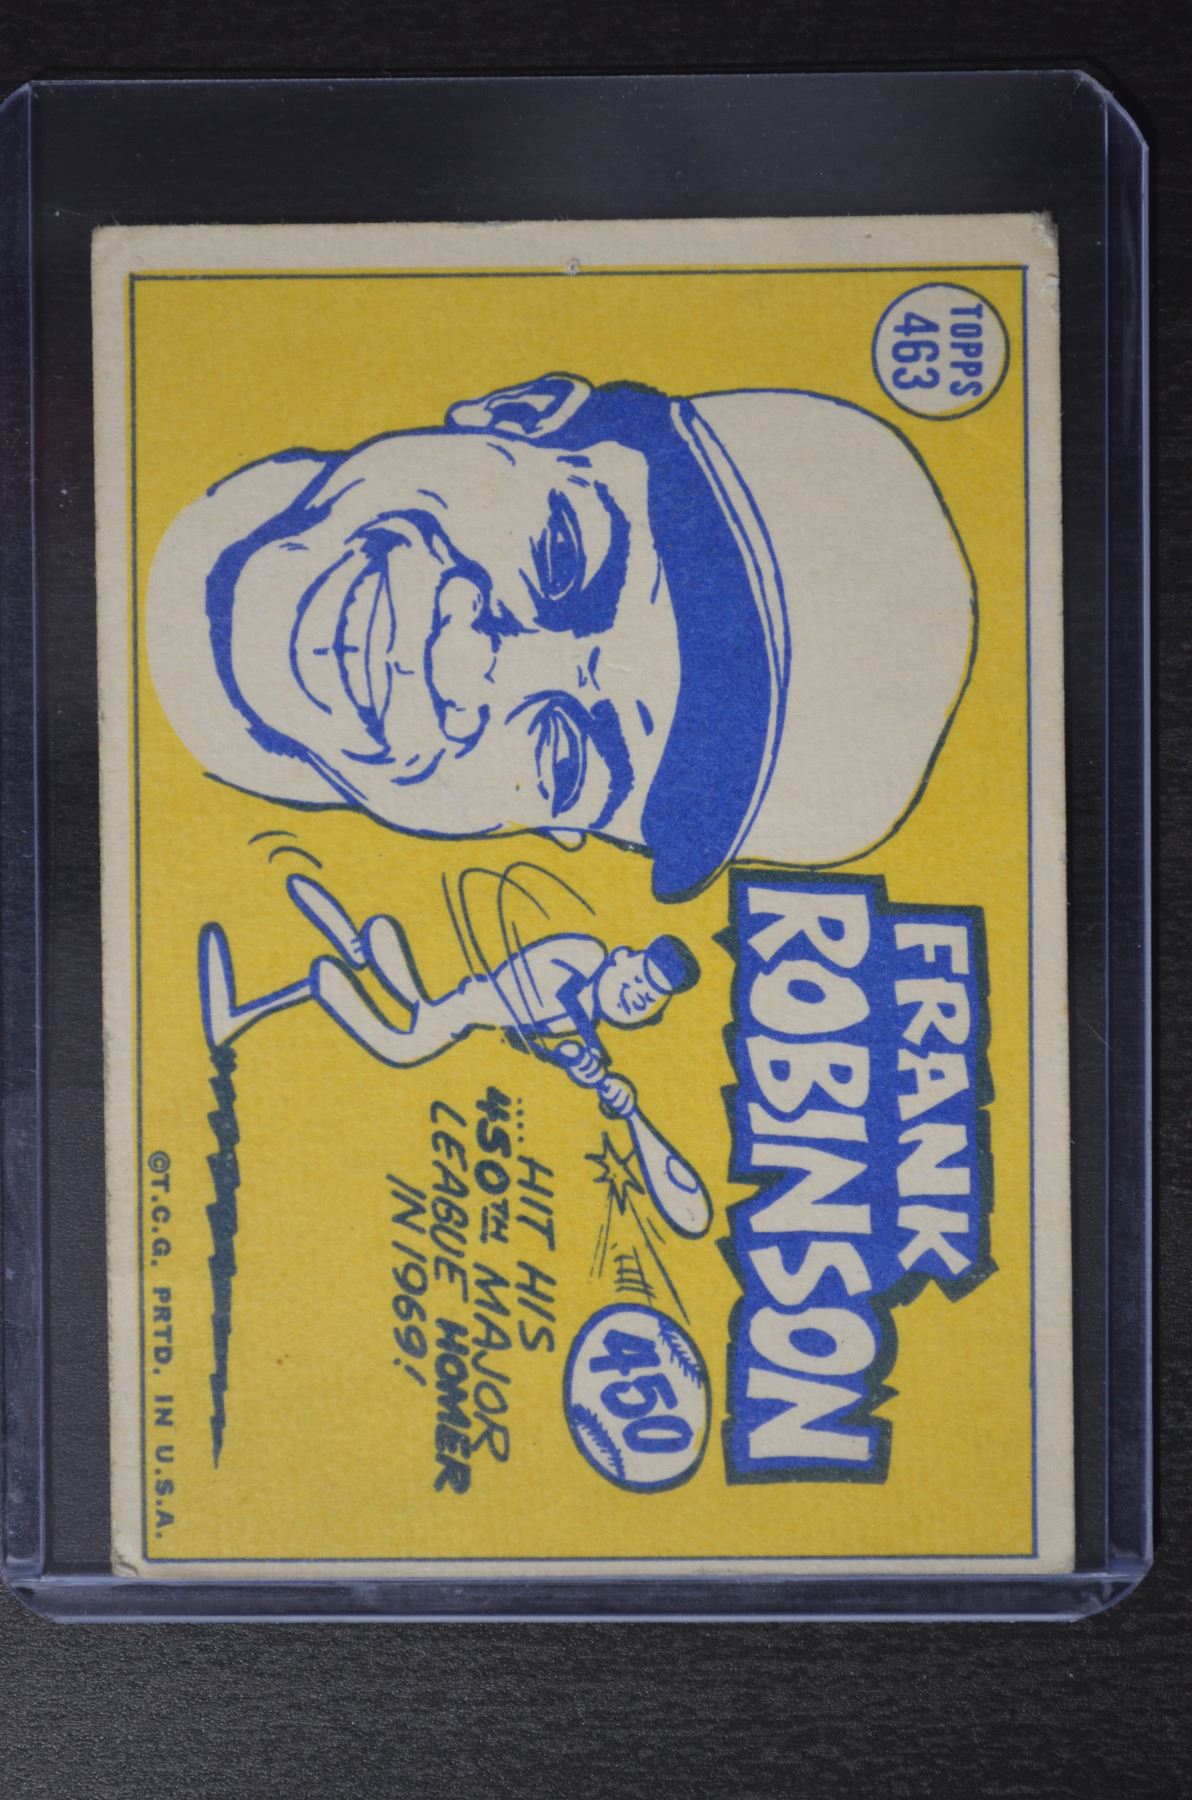 TOPPS
463
FRANK
ROBINSON
450
....HIT HIS
450TH MAJOR
LEAGUE HOMER
IN 1969!
©T.C.G. PRTD. IN U.S.A.